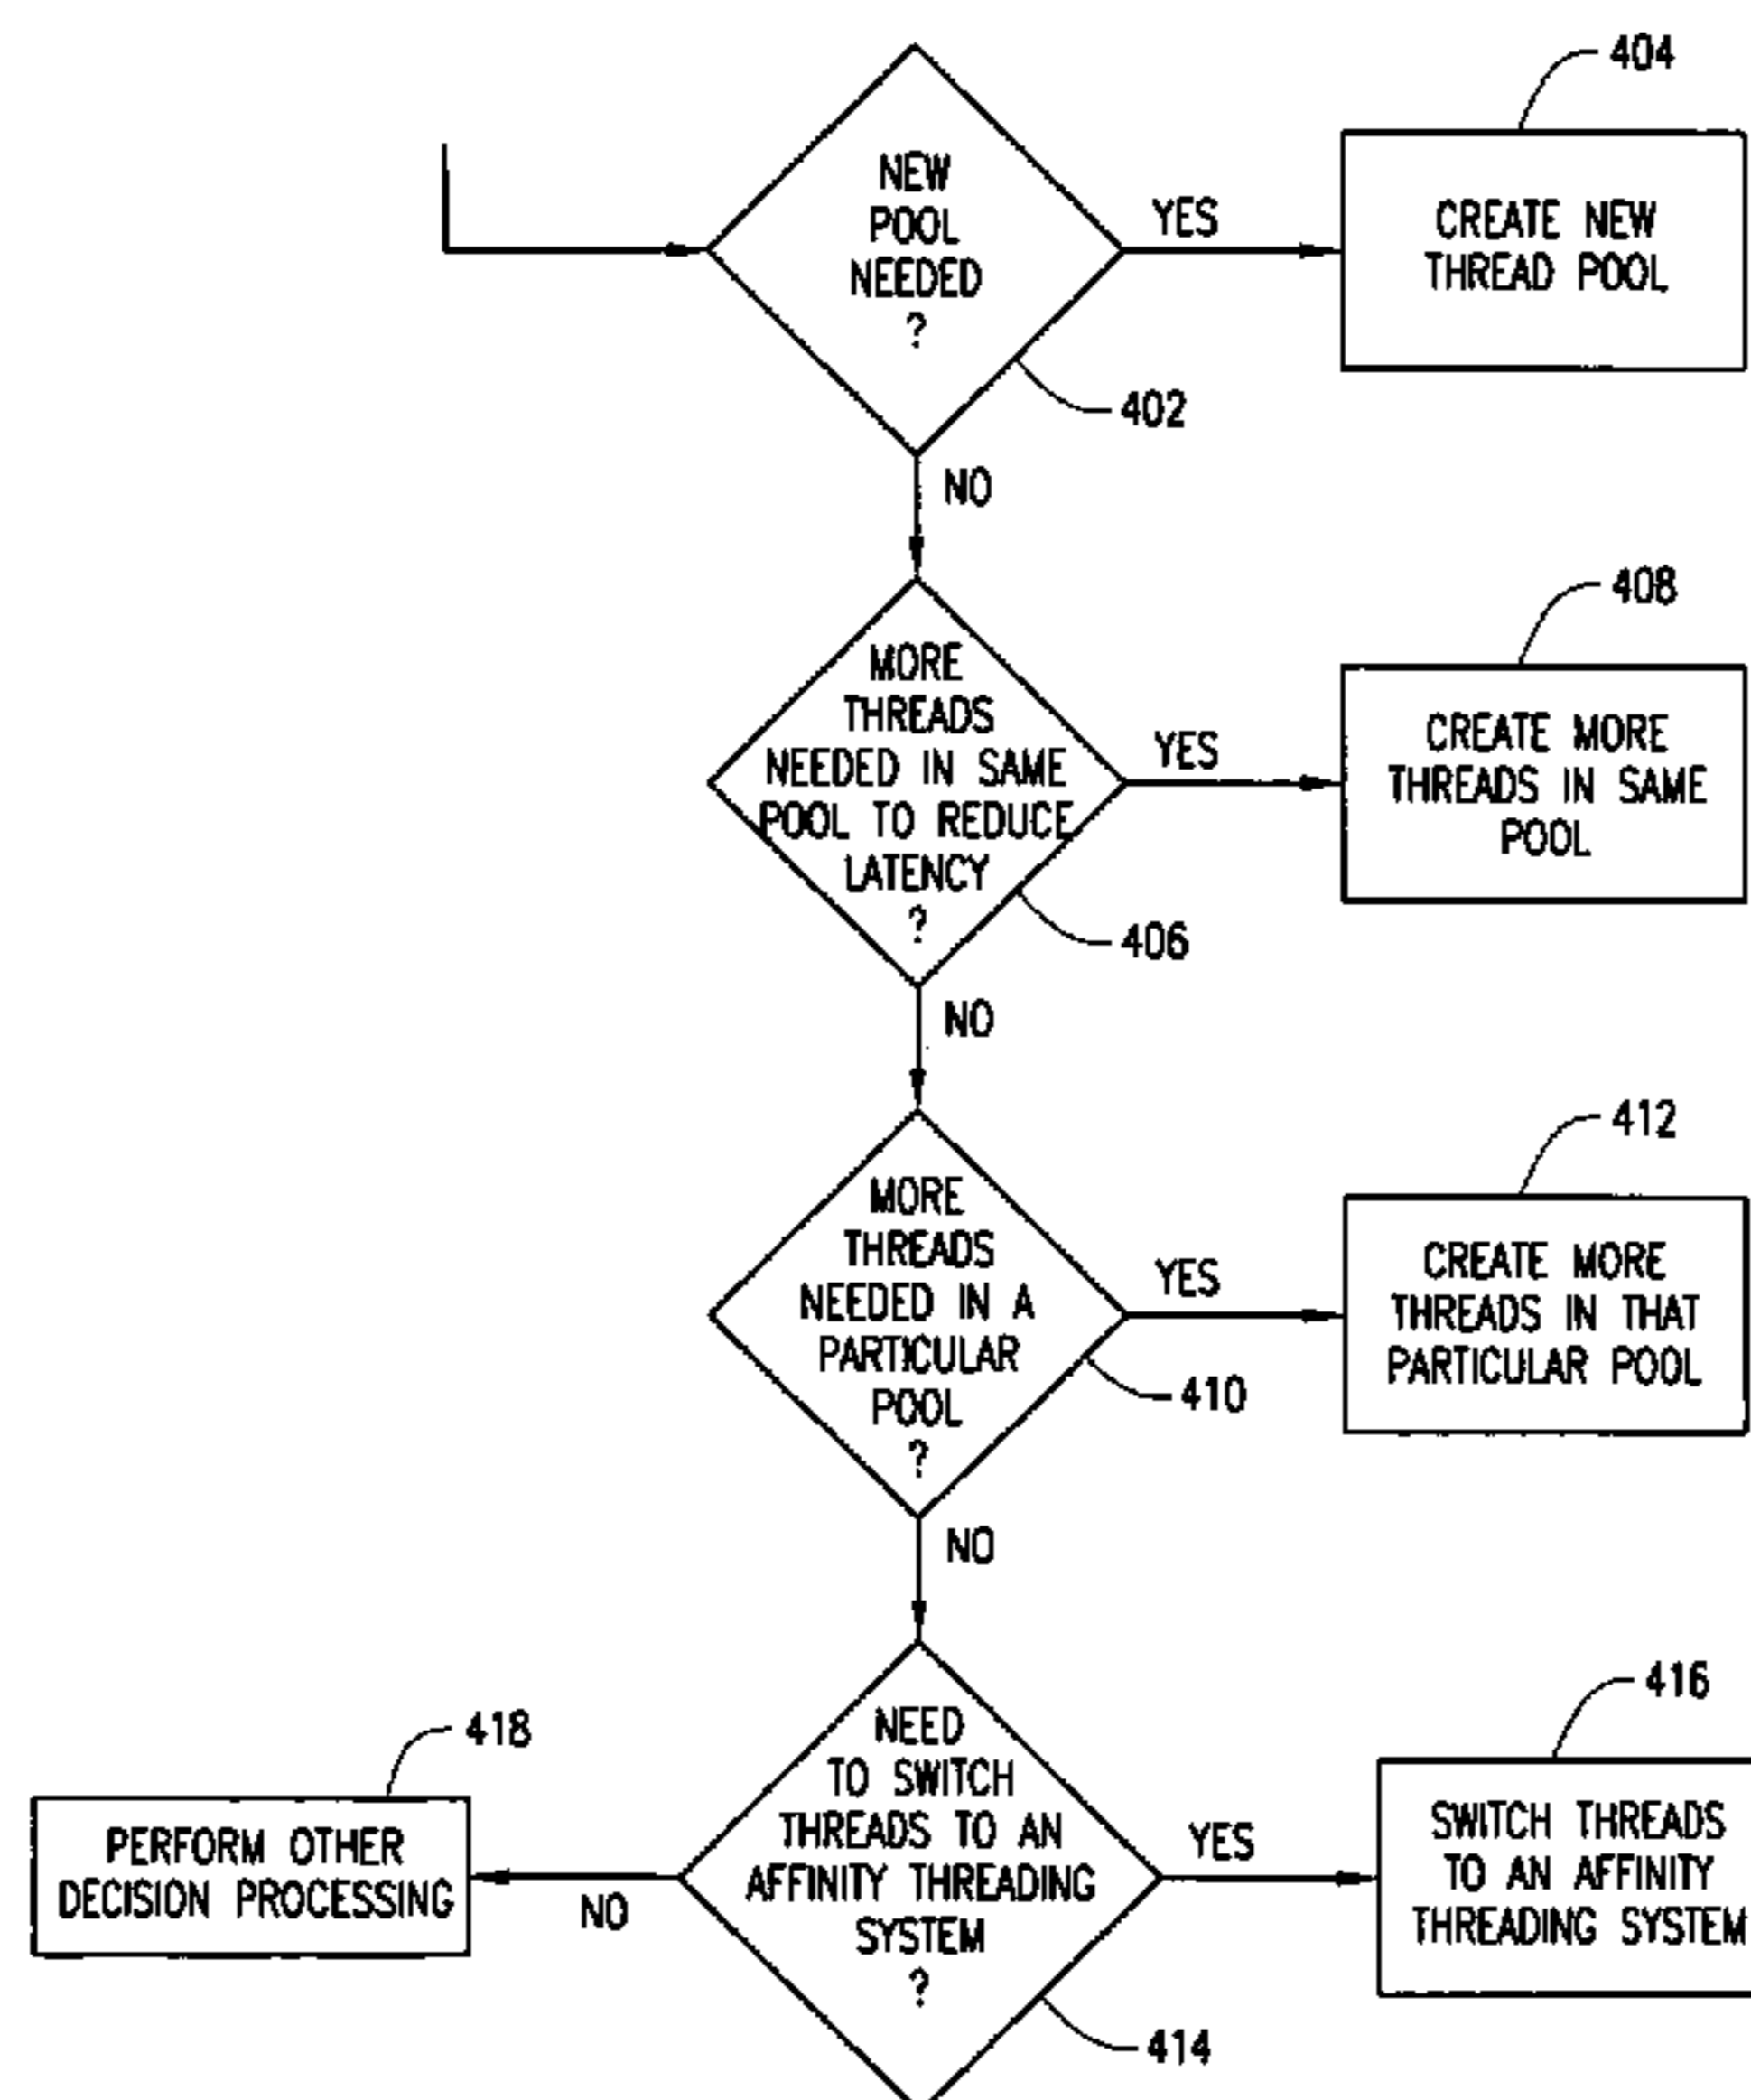 404
NEW
POOL
NEEDED
?
YES
CREATE NEW
THREAD POOL
402
NO
408
MORE
THREADS
NEEDED IN SAME
POOL TO REDUCE
LATENCY
?
YES
CREATE MORE
THREADS IN SAME
POOL
406
NO
412
MORE
THREADS
NEEDED IN A
PARTICULAR
POOL
?
YES
CREATE MORE
THREADS IN THAT
PARTICULAR POOL
410
NO
416
418
NEED
TO SWITCH
THREADS TO AN
AFFINITY THREADING
SYSTEM
?
YES
SWITCH THREADS
TO AN AFFINITY
THREADING SYSTEM
PERFORM OTHER
DECISION PROCESSING
NO
414